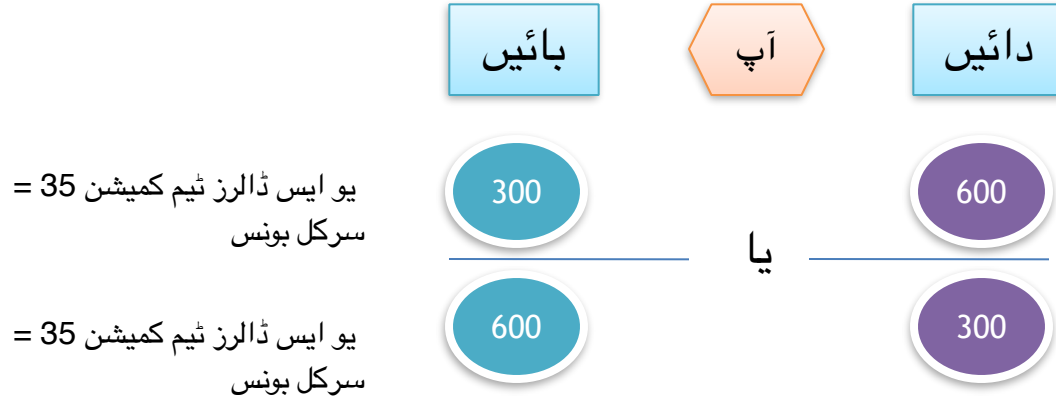 دائیں
آپ
بائیں
600
300
یو ایس ڈالرز ٹیم کمیشن 35 =
سرکل بونس
یا
300
600
یو ایس ڈالرز ٹیم کمیشن 35 =
سرکل بونس